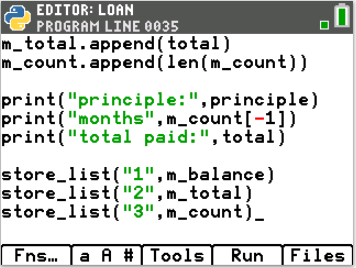 EDITOR: LOAN
PROGRAM LINE 0035
m_total.append(total)
m_count.append(len(m_count))
print("principle:",principle)
print("months",m_count[-1])
print("total paid:",total)
store_list("1",m_balance)
store_list("2",m_total)
store_list("3",m_count)_
Fns… a A # Tools Run Files